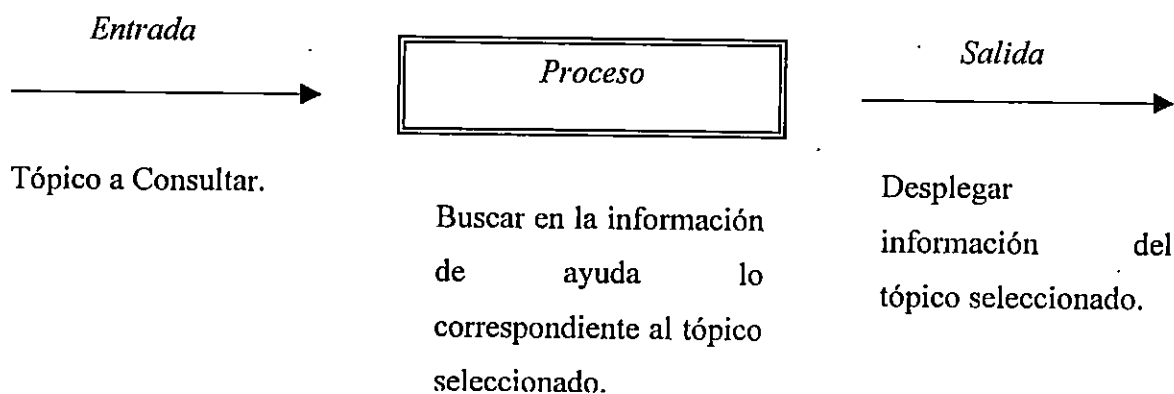 Entrada
Proceso
Salida
Tópico a Consultar.
Buscar en la información
de ayuda lo
correspondiente al tópico
seleccionado.
Desplegar
información del
tópico seleccionado.